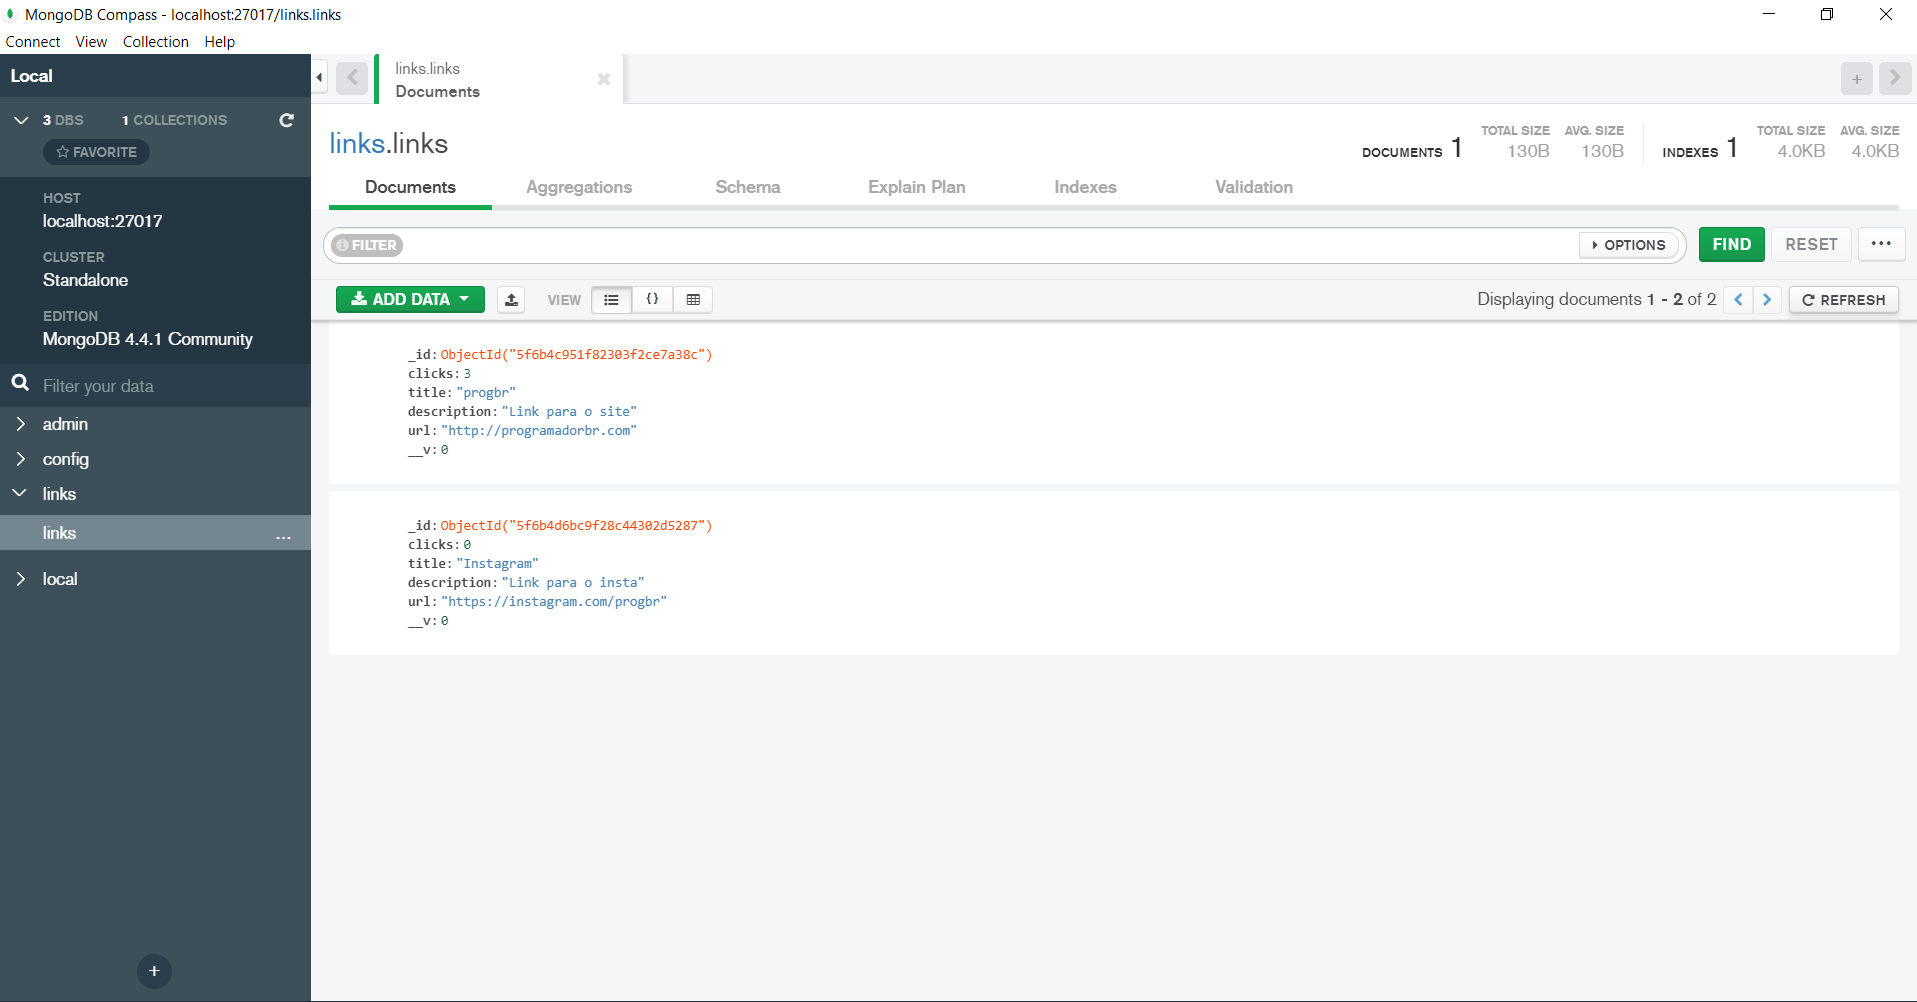 MongoDB Compass - localhost:27017/links.links
Connect View Collection Help
Local
3 DBS 1 COLLECTIONS
FAVORITE
HOST
localhost:27017
CLUSTER
Standalone
EDITION
MongoDB 4.4.1 Community
Filter your data
admin
config
links
links ...
local
+
links.links
Documents
links.links
DOCUMENTS 1 TOTAL SIZE 130B AVG. SIZE 130B INDEXES 1 TOTAL SIZE 4.0KB AVG. SIZE 4.0KB
Documents Aggregations Schema Explain Plan Indexes Validation
FILTER OPTIONS FIND RESET ...
ADD DATA VIEW {} Displaying documents 1 - 2 of 2 REFRESH
_id: ObjectId("5f6b4c951f82303f2ce7a38c")
clicks: 3
title: "progbr"
description: "Link para o site"
url: "http://programadorbr.com"
__v: 0
_id: ObjectId("5f6b4d6bc9f28c44302d5287")
clicks: 0
title: "Instagram"
description: "Link para o insta"
url: "https://instagram.com/progbr"
__v: 0